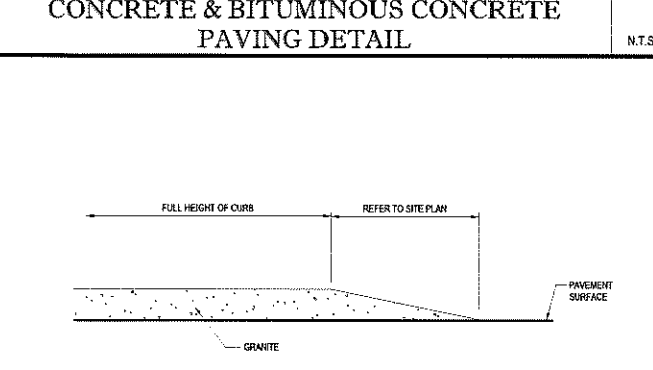 CONCRETE & BITUMINOUS CONCRETE
PAVING DETAIL
N.T.S
FULL HEIGHT OF CURB
REFER TO SITE PLAN
PAVEMENT
SURFACE
GRANITE